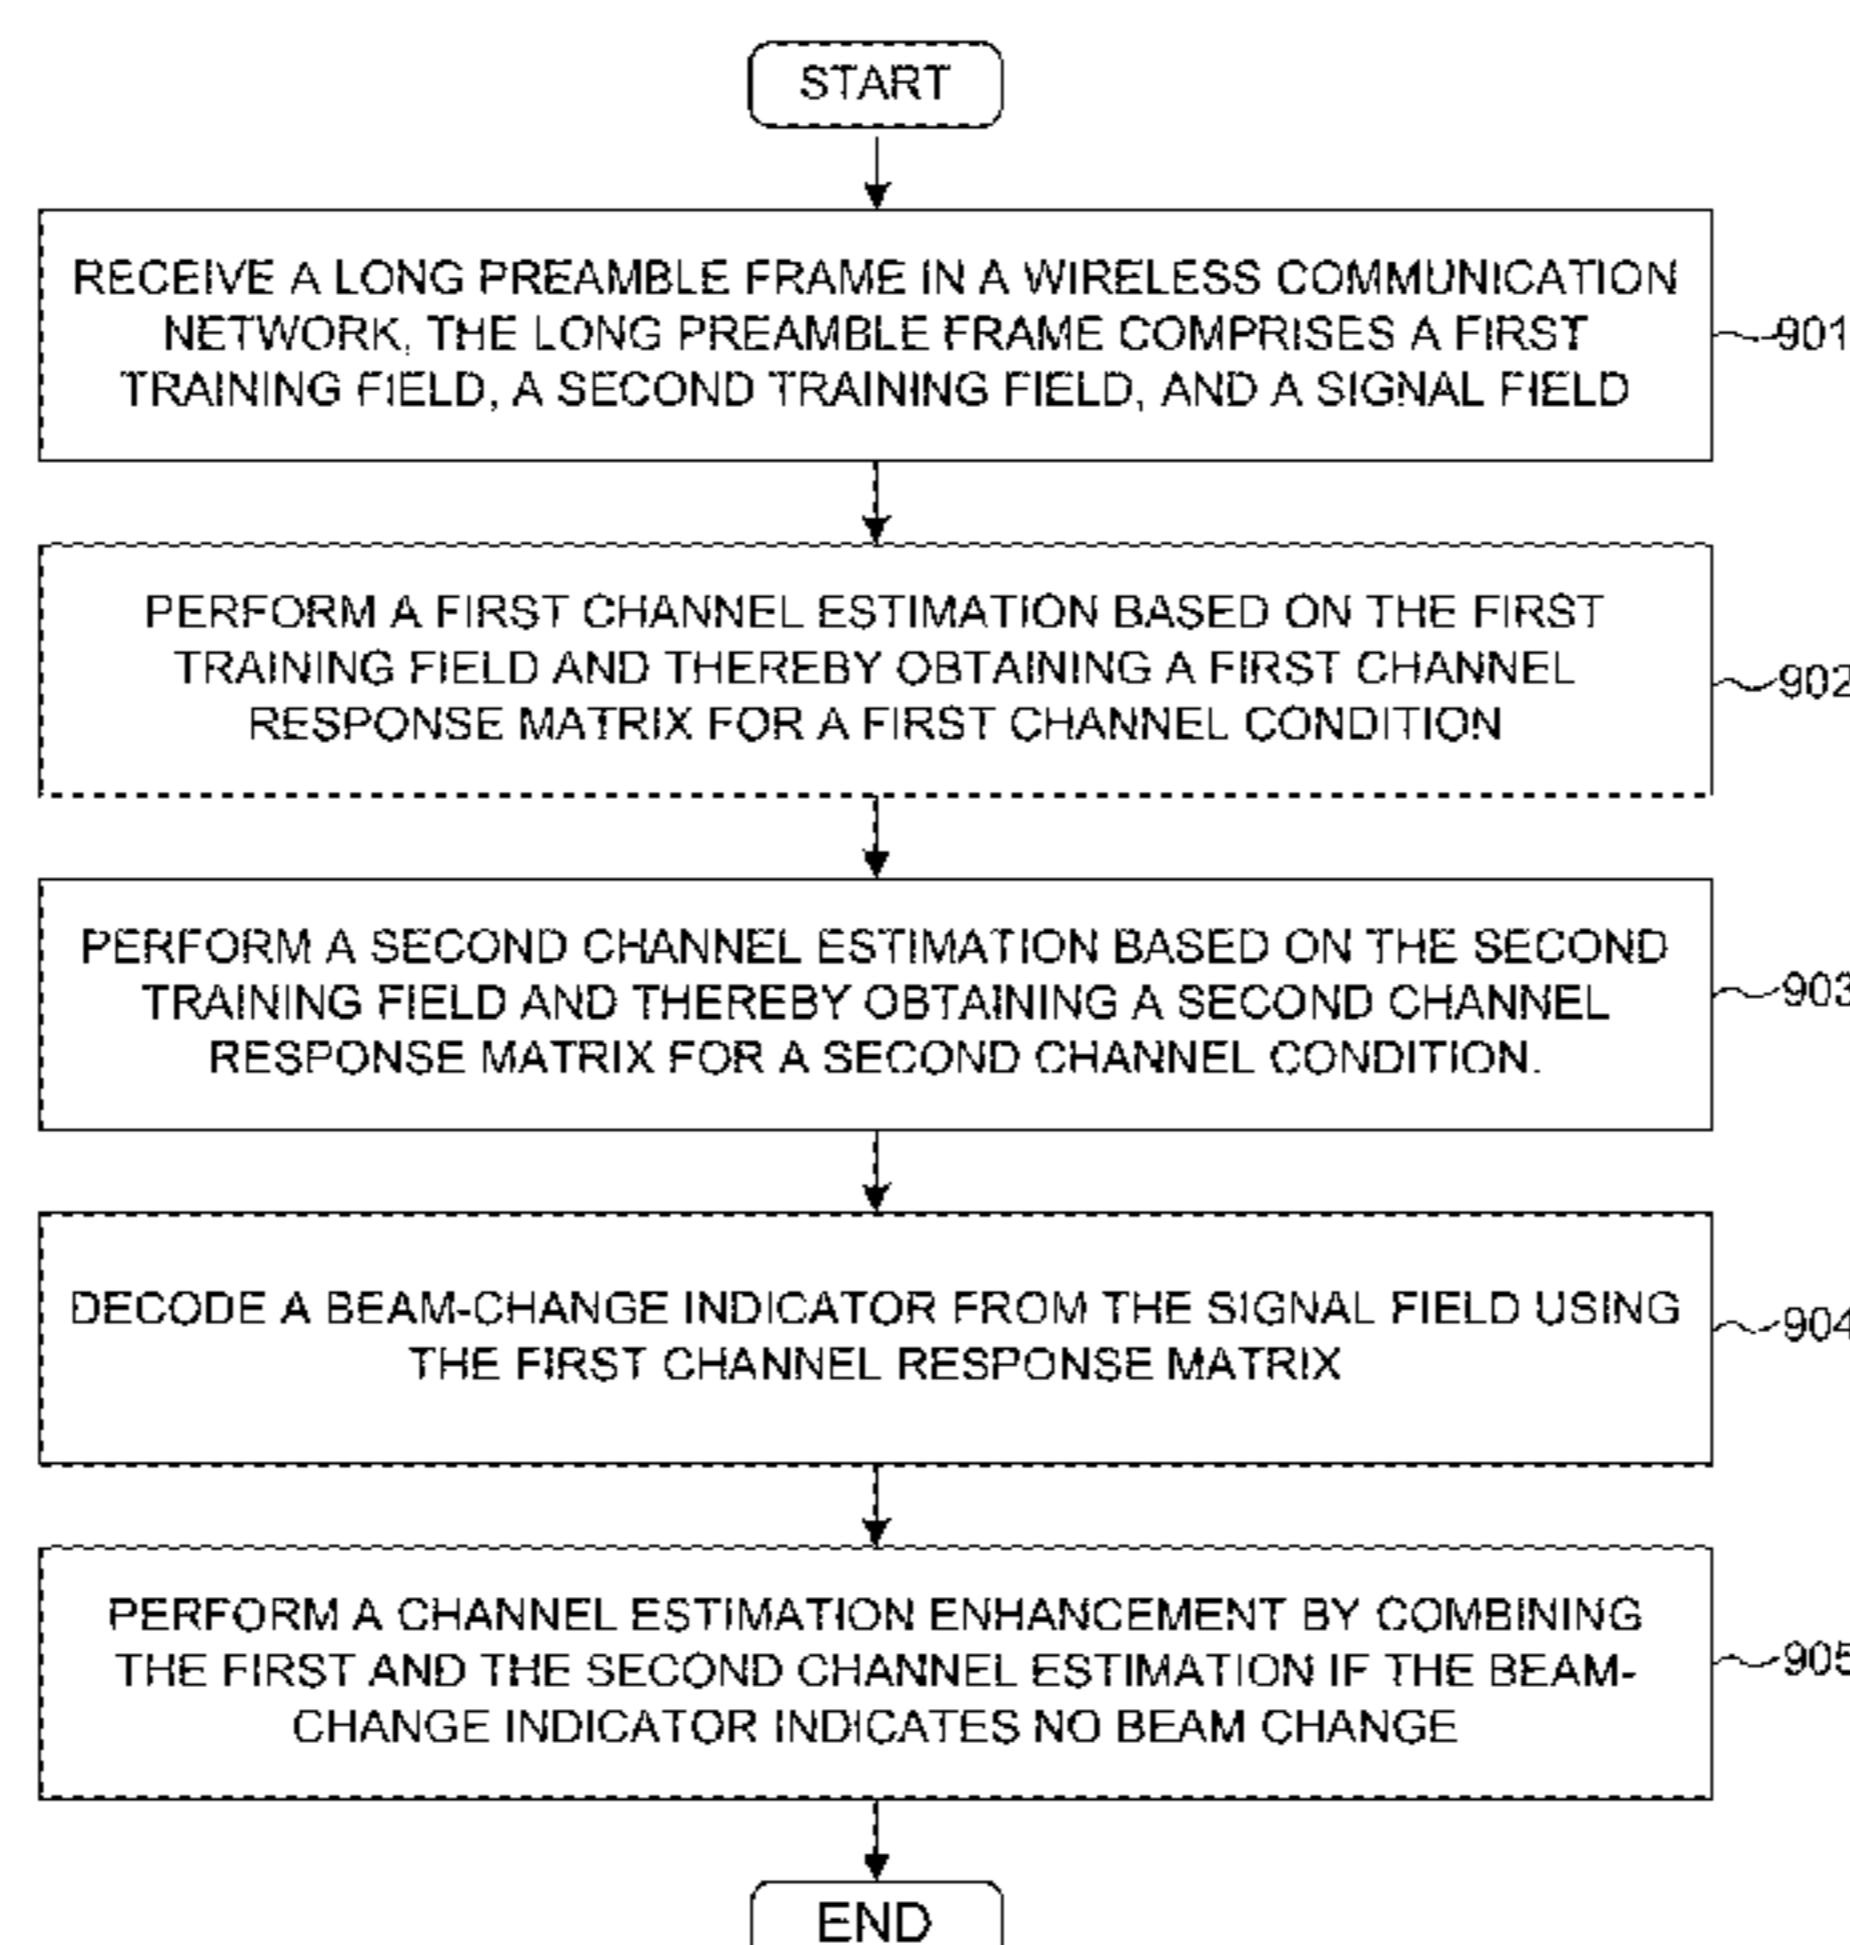 START
RECEIVE A LONG PREAMBLE FRAME IN A WIRELESS COMMUNICATION
NETWORK, THE LONG PREAMBLE FRAME COMPRISES A FIRST
TRAINING FIELD, A SECOND TRAINING FIELD, AND A SIGNAL FIELD
901
PERFORM A FIRST CHANNEL ESTIMATION BASED ON THE FIRST
TRAINING FIELD AND THEREBY OBTAINING A FIRST CHANNEL
RESPONSE MATRIX FOR A FIRST CHANNEL CONDITION
902
PERFORM A SECOND CHANNEL ESTIMATION BASED ON THE SECOND
TRAINING FIELD AND THEREBY OBTAINING A SECOND CHANNEL
RESPONSE MATRIX FOR A SECOND CHANNEL CONDITION.
903
DECODE A BEAM-CHANGE INDICATOR FROM THE SIGNAL FIELD USING
THE FIRST CHANNEL RESPONSE MATRIX
904
PERFORM A CHANNEL ESTIMATION ENHANCEMENT BY COMBINING
THE FIRST AND THE SECOND CHANNEL ESTIMATION IF THE BEAM-
CHANGE INDICATOR INDICATES NO BEAM CHANGE
905
END